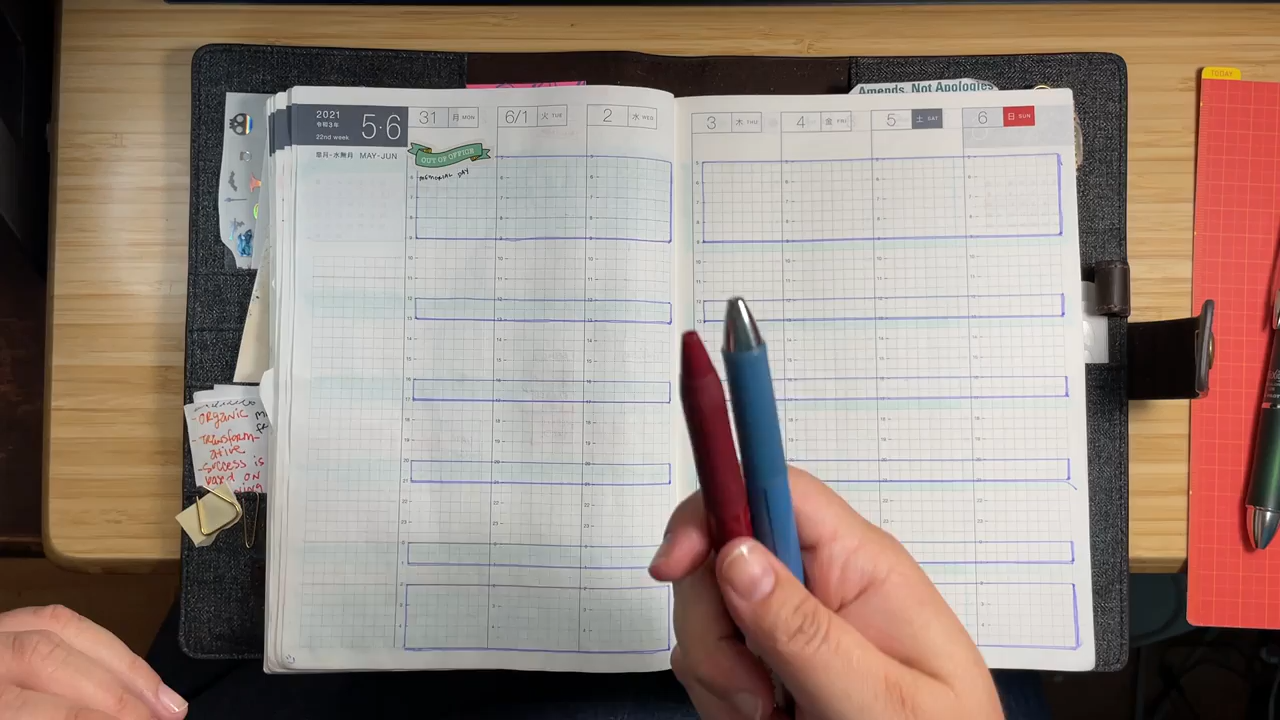 TODAY
Amends, Not Apologies
2021
令和3年
22nd week
5·6
皐月-水無月 MAY-JUN
31 月 MON
6/1 火 TUE
2 水 WED
3 木 THU
4 金 FRI
5 土 SAT
6 日 SUN
OUT OF OFFICE
MEMORIAL DAY
- ORganic
- TRansform-
ative
- Success is
based on